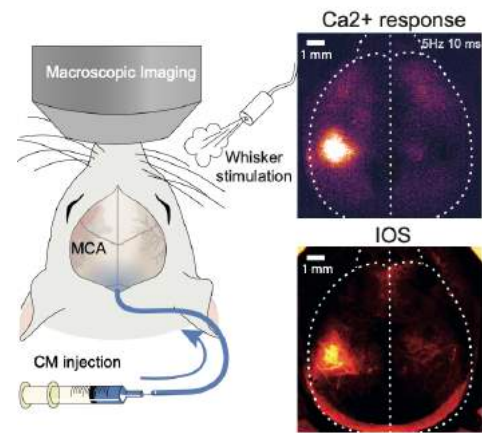 Macroscopic Imaging
Whisker
stimulation
MCA
CM injection
Ca2+ response
5Hz 10 ms
1 mm
IOS
1 mm